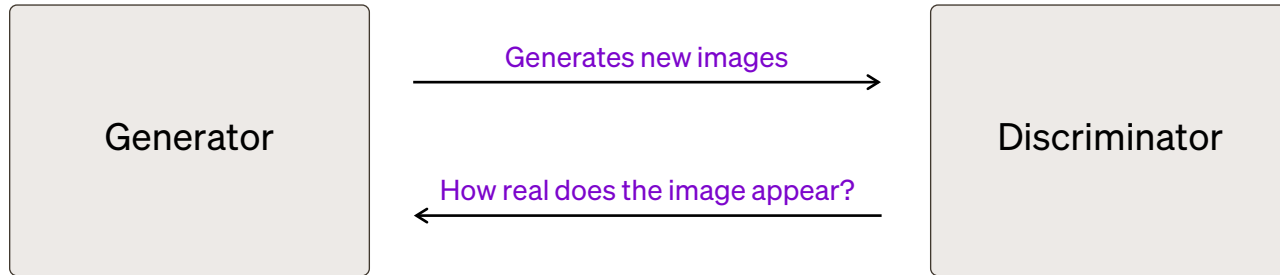 Generates new images
Generator
Discriminator
How real does the image appear?